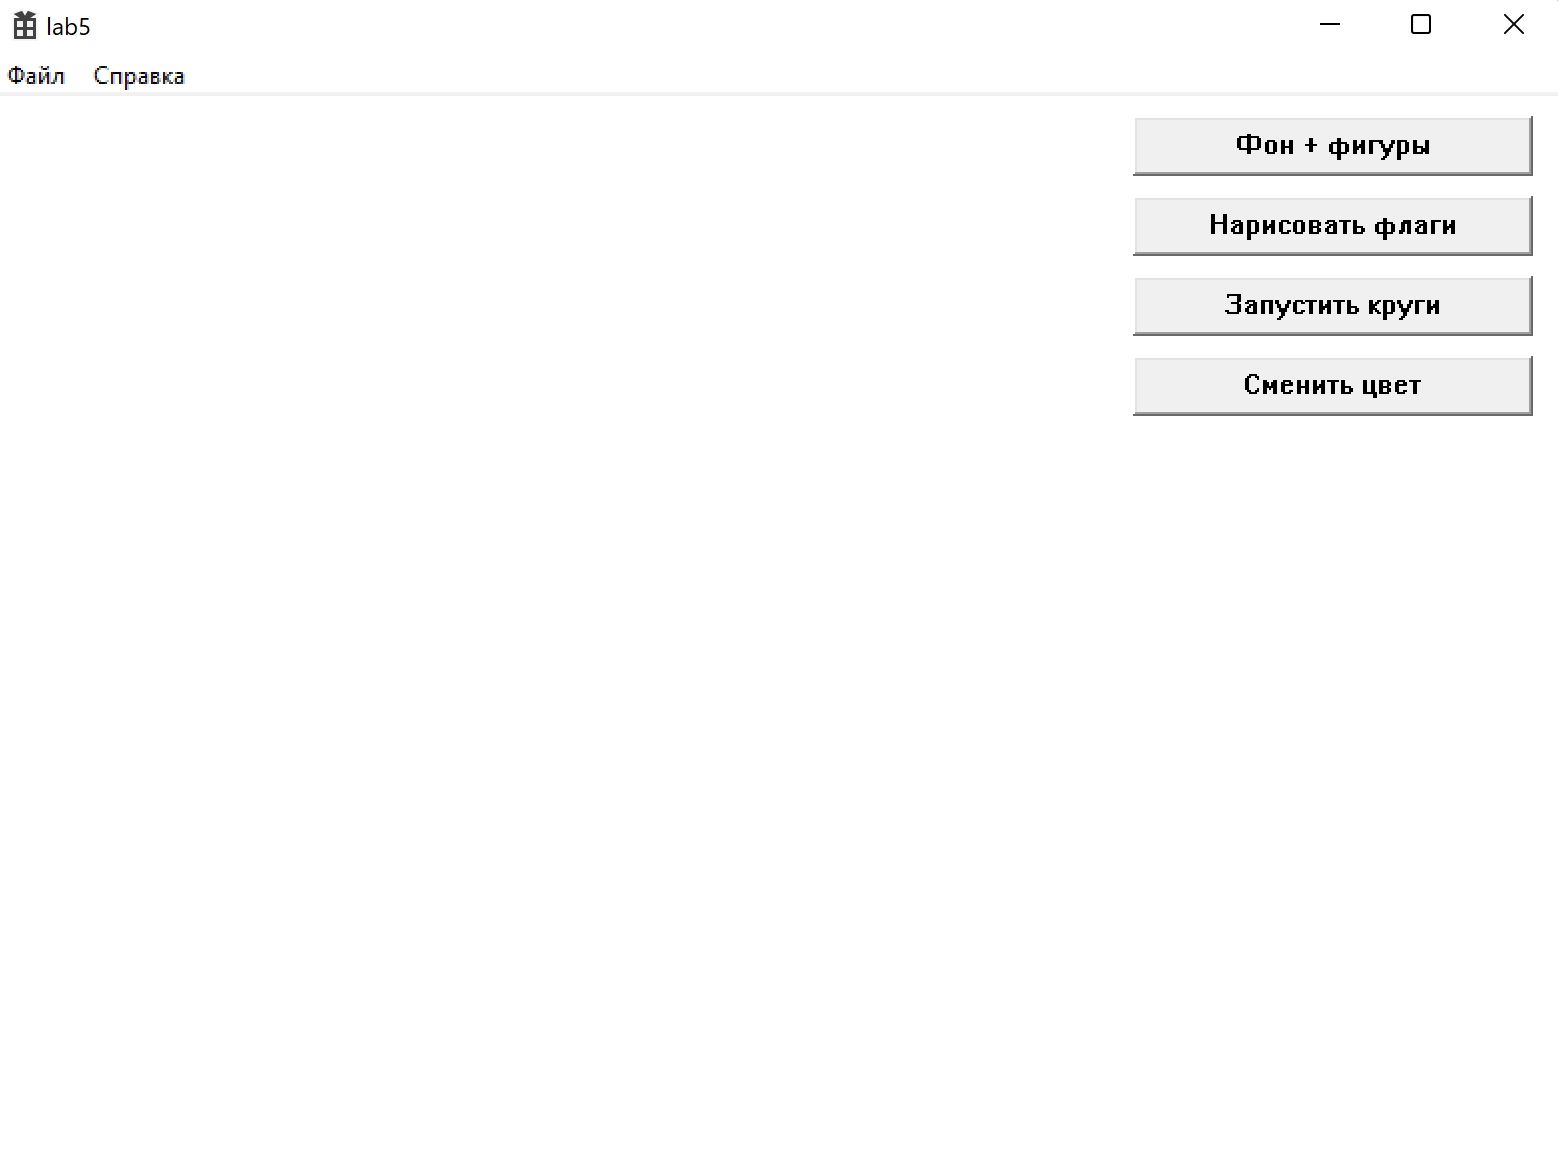 lab5
Файл Справка
Фон + фигуры
Нарисовать флаги
Запустить круги
Сменить цвет